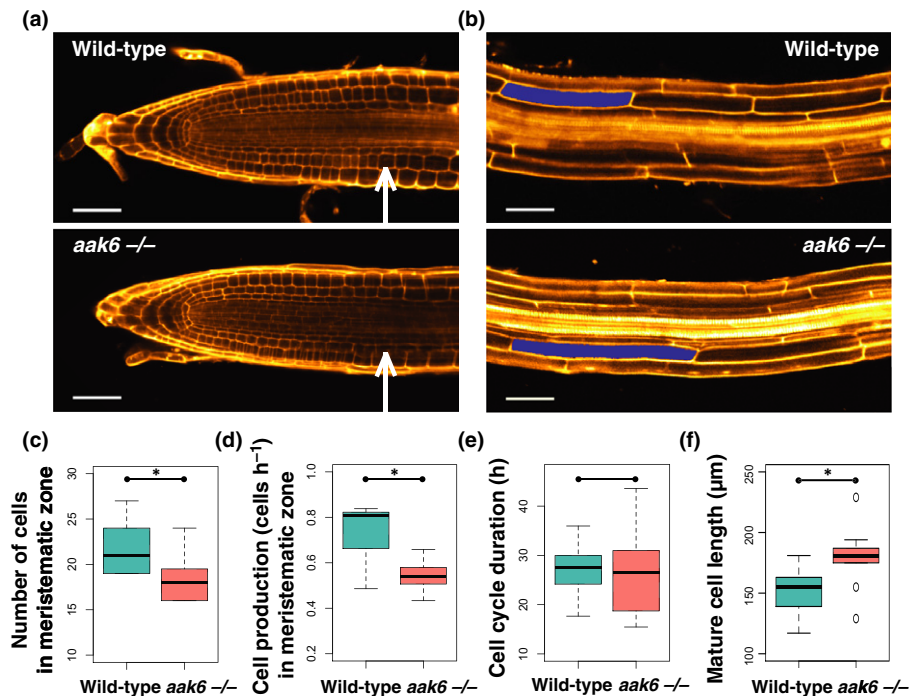 (a)
Wild-type
aak6 –/–
(b)
Wild-type
aak6 –/–
(c)
Number of cells
in meristematic zone
10 15 20 25 30
*
Wild-type aak6 –/–
(d)
Cell production (cells h⁻¹)
in meristematic zone
0.2 0.4 0.6 0.8 1.0
*
Wild-type aak6 –/–
(e)
Cell cycle duration (h)
10 20 30 40
Wild-type aak6 –/–
(f)
Mature cell length (µm)
100 150 200 250
*
Wild-type aak6 –/–